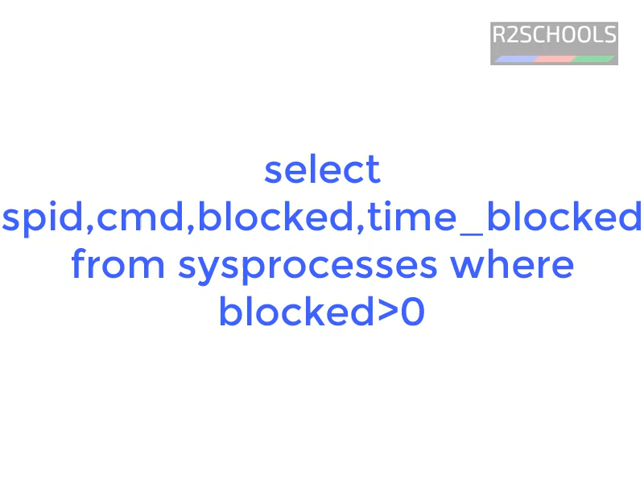 R2SCHOOLS
select
spid,cmd,blocked,time_blocked
from sysprocesses where
blocked>0